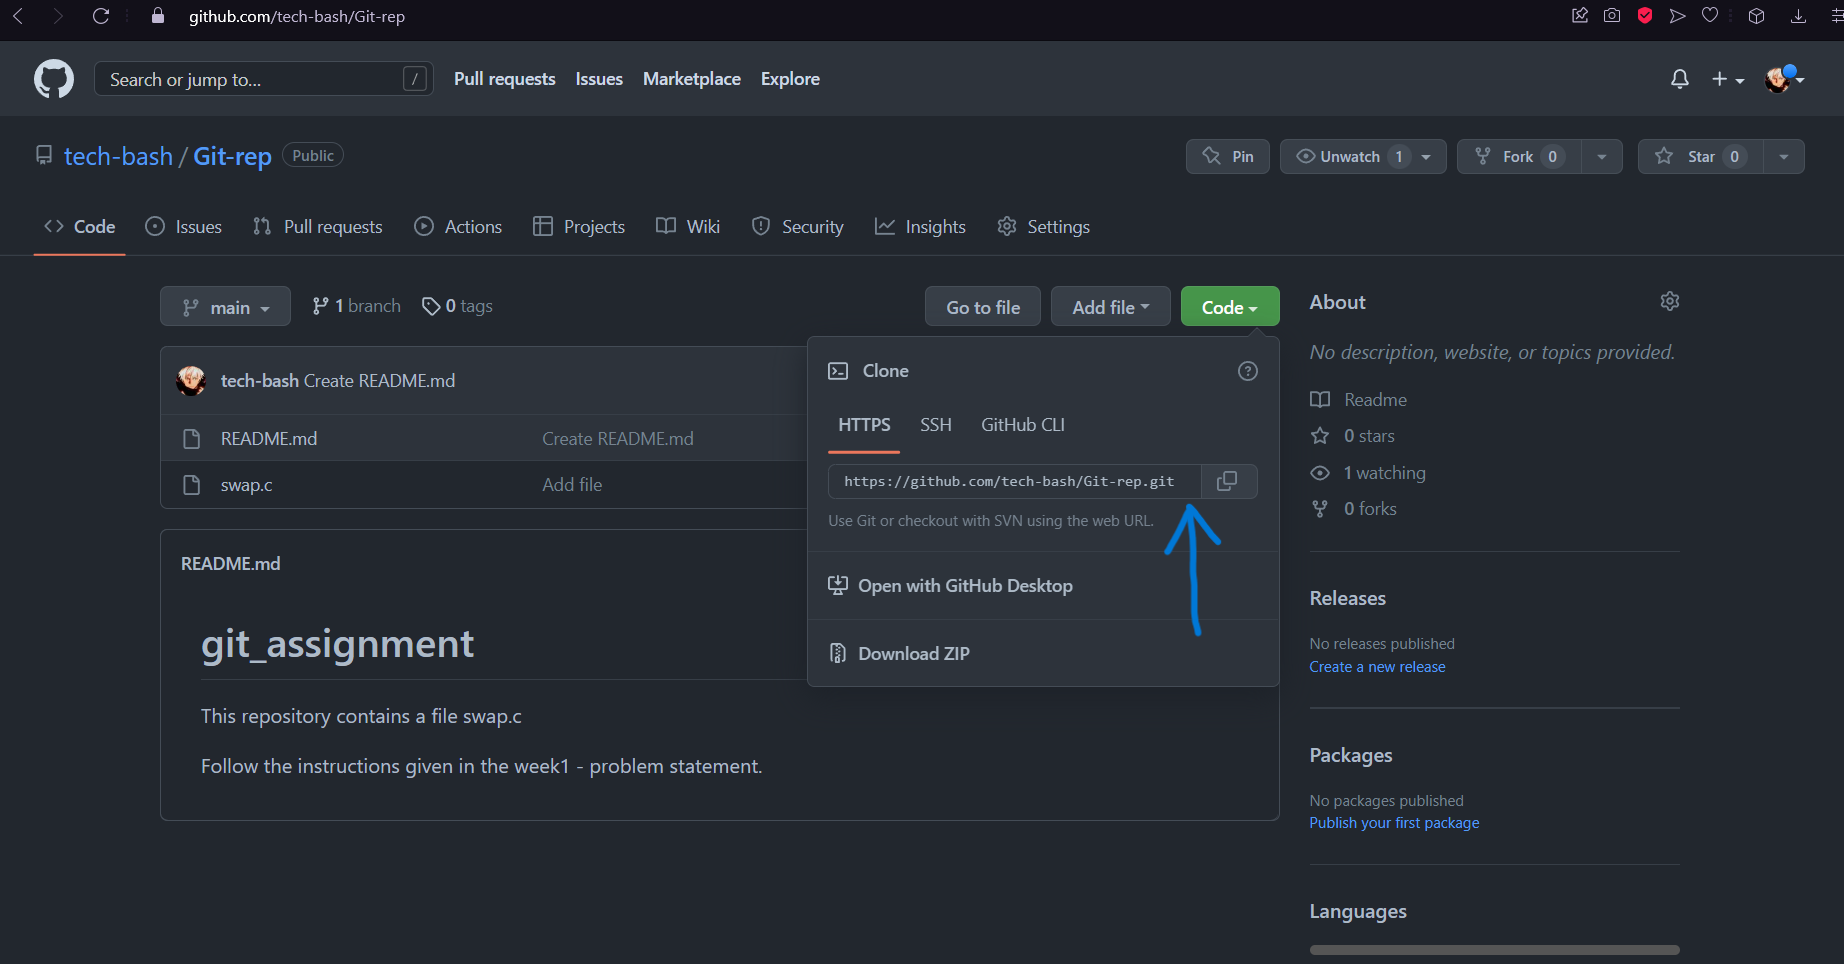 github.com/tech-bash/Git-rep
Search or jump to... /
Pull requests Issues Marketplace Explore
tech-bash / Git-rep Public
Pin Unwatch 1 Fork 0 Star 0
Code Issues Pull requests Actions Projects Wiki Security Insights Settings
main 1 branch 0 tags Go to file Add file Code
tech-bash Create README.md
README.md Create README.md
swap.c Add file
Clone
HTTPS SSH GitHub CLI
https://github.com/tech-bash/Git-rep.git
Use Git or checkout with SVN using the web URL.
Open with GitHub Desktop
Download ZIP
README.md
git_assignment
This repository contains a file swap.c
Follow the instructions given in the week1 - problem statement.
About
No description, website, or topics provided.
Readme
0 stars
1 watching
0 forks
Releases
No releases published
Create a new release
Packages
No packages published
Publish your first package
Languages